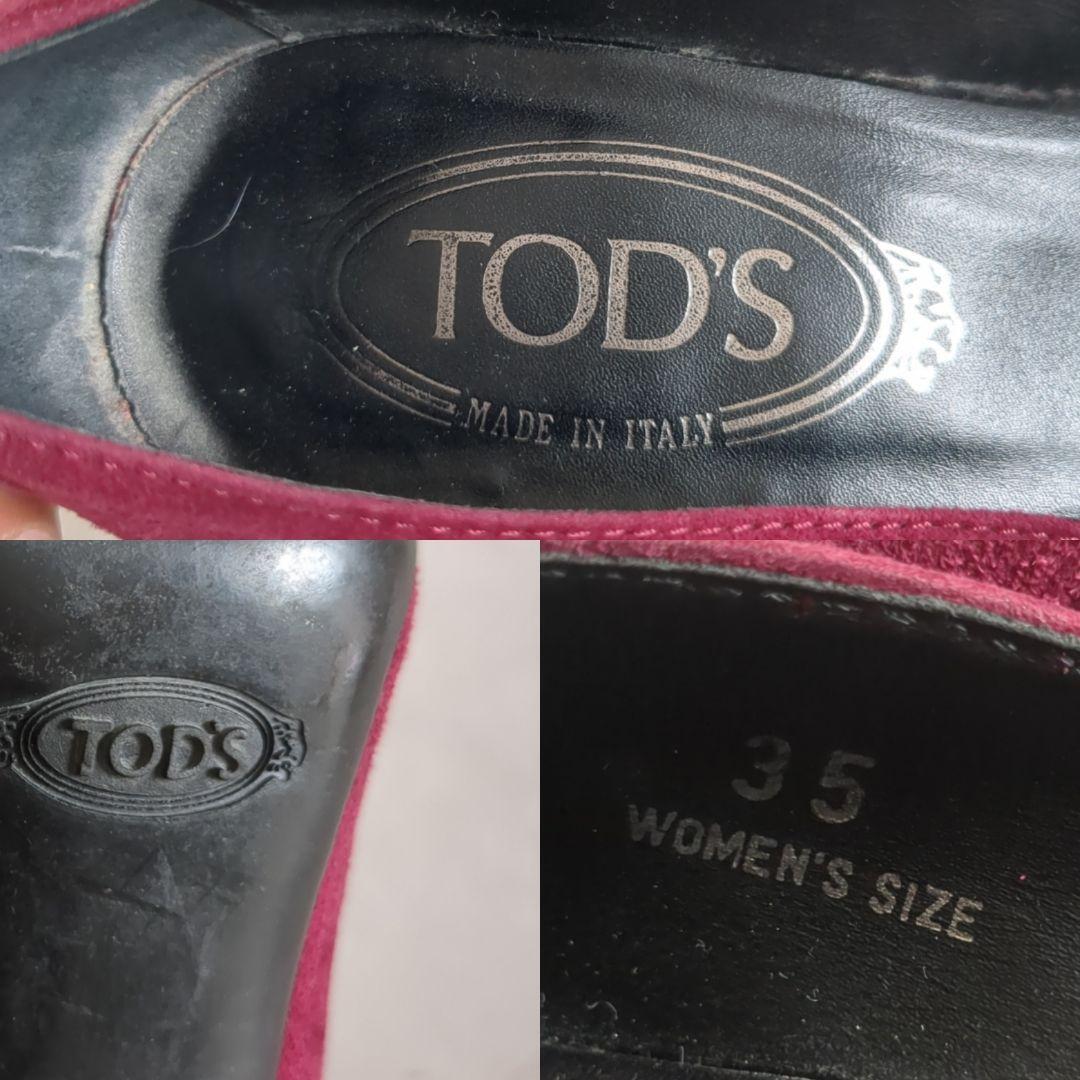 TOD'S
MADE IN ITALY
TOD'S
35
WOMEN'S SIZE